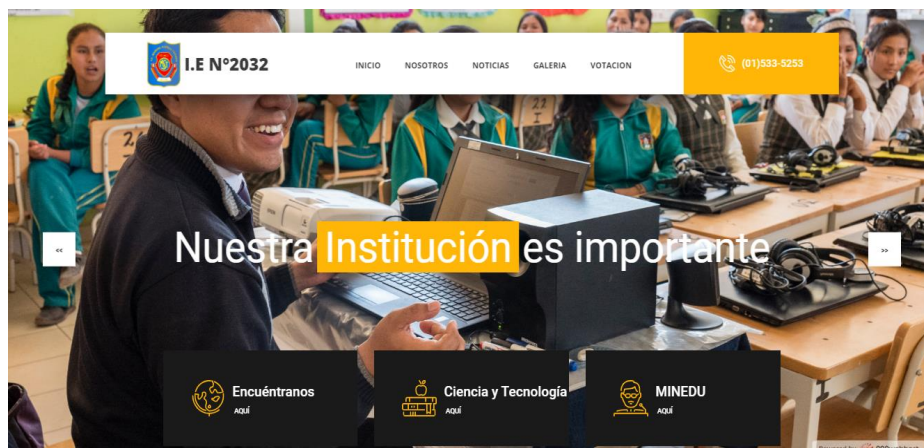 I.E N°2032
INICIO NOSOTROS NOTICIAS GALERIA VOTACION
(01)533-5253
<< >>
Nuestra Institución es importante
Encuéntranos
AQUÍ
Ciencia y Tecnología
AQUÍ
MINEDU
AQUÍ